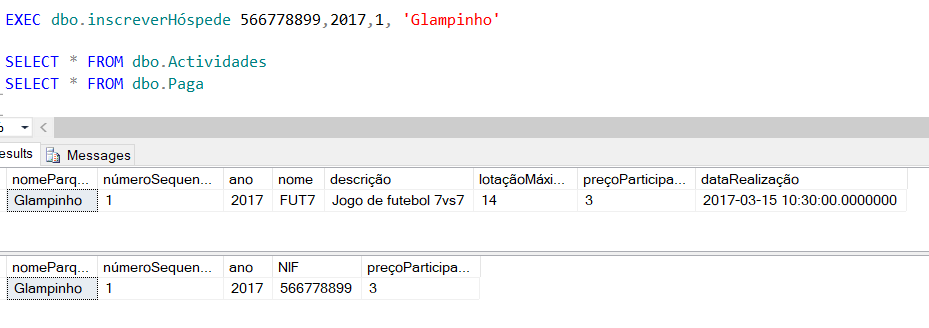 EXEC dbo.inscreverHóspede 566778899,2017,1, 'Glampinho'
SELECT * FROM dbo.Actividades
SELECT * FROM dbo.Paga
%
esults Messages
nomeParq... númeroSequen... ano nome descrição lotaçãoMáxi... preçoParticipa... dataRealização
Glampinho 1 2017 FUT7 Jogo de futebol 7vs7 14 3 2017-03-15 10:30:00.0000000
nomeParq... númeroSequen... ano NIF preçoParticipa...
Glampinho 1 2017 566778899 3